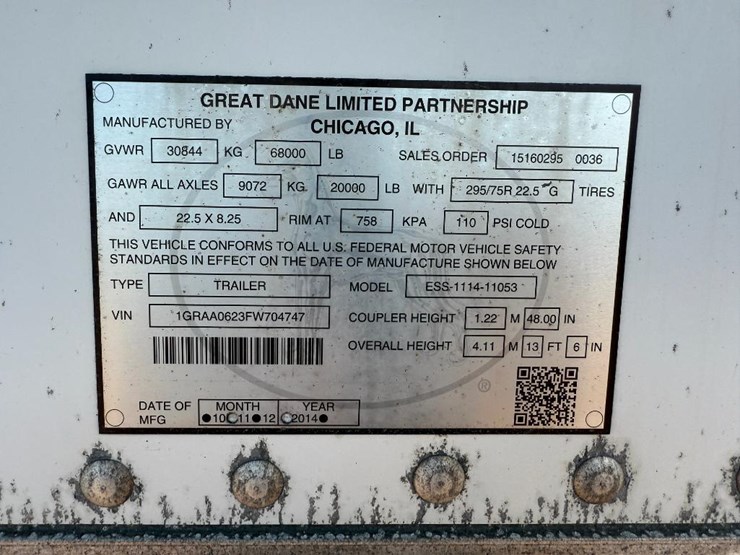 GREAT DANE LIMITED PARTNERSHIP
MANUFACTURED BY CHICAGO, IL
GVWR 30844 KG 68000 LB SALES ORDER 15160295 0036
GAWR ALL AXLES 9072 KG 20000 LB WITH 295/75R 22.5 G TIRES
AND 22.5 X 8.25 RIM AT 758 KPA 110 PSI COLD
THIS VEHICLE CONFORMS TO ALL U.S. FEDERAL MOTOR VEHICLE SAFETY
STANDARDS IN EFFECT ON THE DATE OF MANUFACTURE SHOWN BELOW
TYPE TRAILER MODEL ESS-1114-11053
VIN 1GRAA0623FW704747 COUPLER HEIGHT 1.22 M 48.00 IN
OVERALL HEIGHT 4.11 M 13 FT 6 IN
®
DATE OF MONTH YEAR
MFG ●10 11●12 2014●